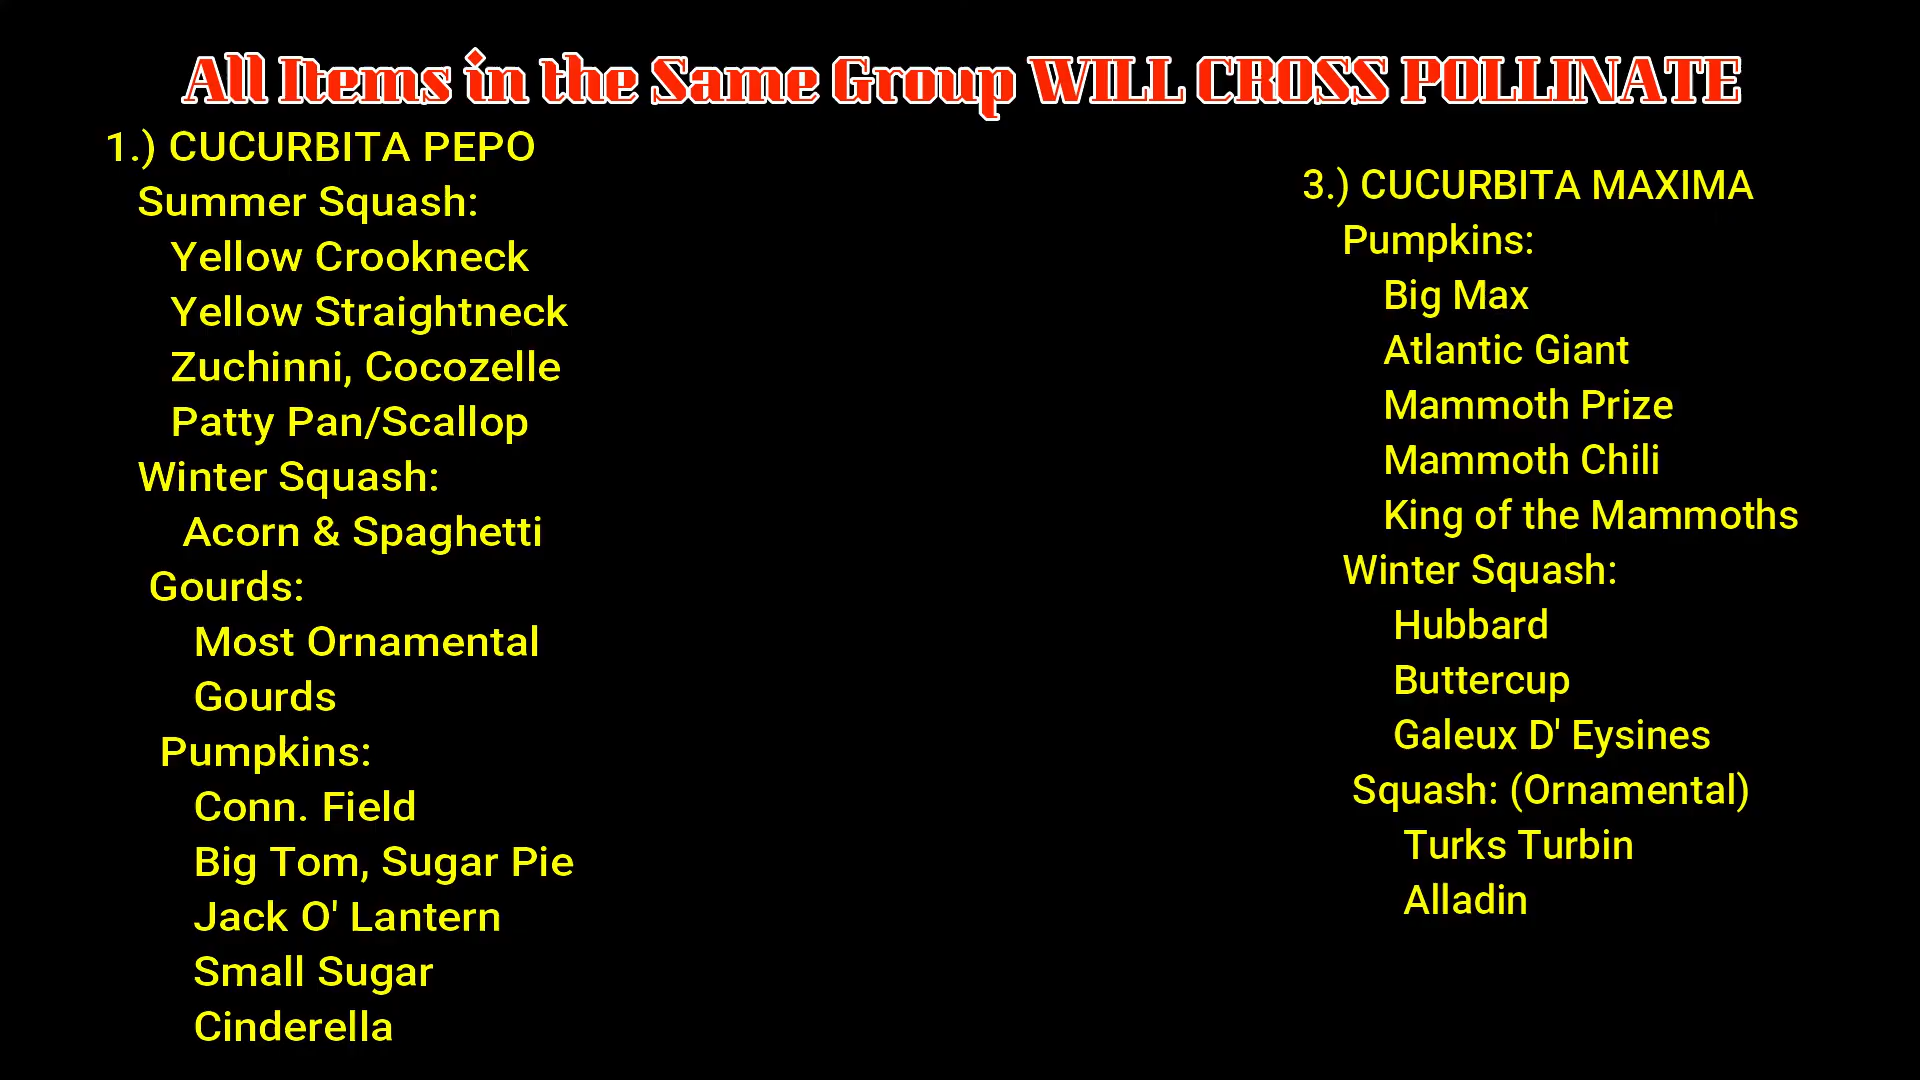 All Items in the Same Group WILL CROSS POLLINATE
1.) CUCURBITA PEPO
Summer Squash:
Yellow Crookneck
Yellow Straightneck
Zuchinni, Cocozelle
Patty Pan/Scallop
Winter Squash:
Acorn & Spaghetti
Gourds:
Most Ornamental
Gourds
Pumpkins:
Conn. Field
Big Tom, Sugar Pie
Jack O' Lantern
Small Sugar
Cinderella
3.) CUCURBITA MAXIMA
Pumpkins:
Big Max
Atlantic Giant
Mammoth Prize
Mammoth Chili
King of the Mammoths
Winter Squash:
Hubbard
Buttercup
Galeux D' Eysines
Squash: (Ornamental)
Turks Turbin
Alladin